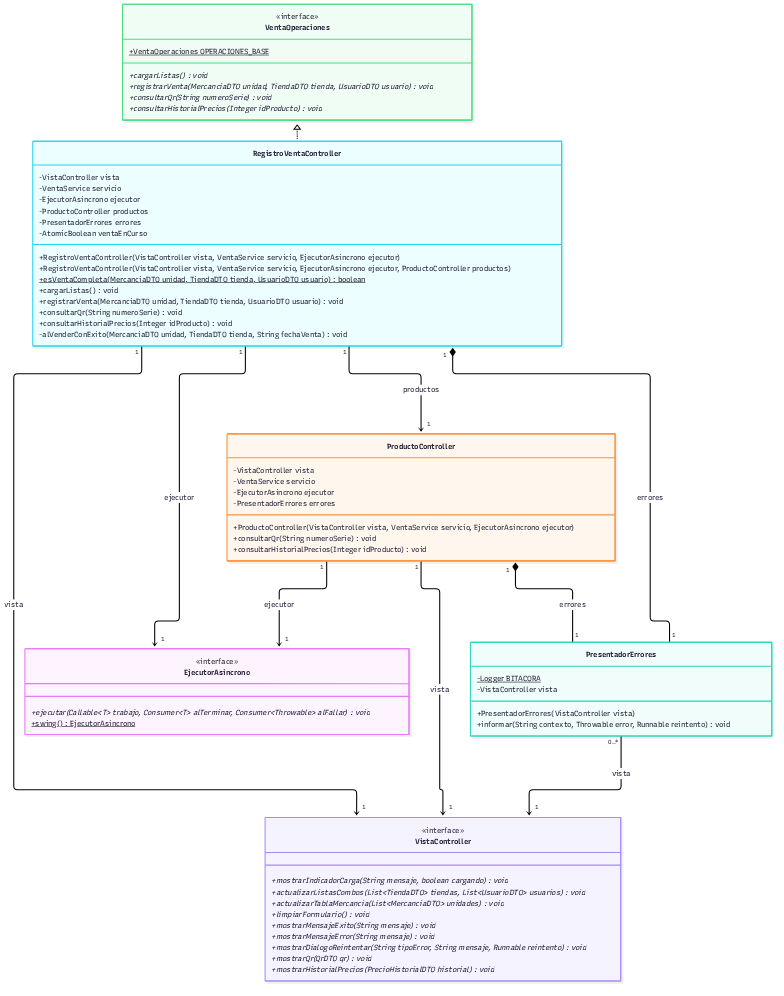 «interface»
VentaOperaciones
+VentaOperaciones OPERACIONES_BASE
+cargarListas() : void
+registrarVenta(MercanciaDTO unidad, TiendaDTO tienda, UsuarioDTO usuario) : void
+consultarQr(String numeroSerie) : void
+consultarHistorialPrecios(Integer idProducto) : void
RegistroVentaController
-VistaController vista
-VentaService servicio
-EjecutorAsincrono ejecutor
-ProductoController productos
-PresentadorErrores errores
-AtomicBoolean ventaEnCurso
+RegistroVentaController(VistaController vista, VentaService servicio, EjecutorAsincrono ejecutor)
+RegistroVentaController(VistaController vista, VentaService servicio, EjecutorAsincrono ejecutor, ProductoController productos)
+esVentaCompleta(MercanciaDTO unidad, TiendaDTO tienda, UsuarioDTO usuario) : boolean
+cargarListas() : void
+registrarVenta(MercanciaDTO unidad, TiendaDTO tienda, UsuarioDTO usuario) : void
+consultarQr(String numeroSerie) : void
+consultarHistorialPrecios(Integer idProducto) : void
-alVenderConExito(MercanciaDTO unidad, TiendaDTO tienda, String fechaVenta) : void
1 1 1 1
productos
1
ProductoController
-VistaController vista
-VentaService servicio
-EjecutorAsincrono ejecutor
-PresentadorErrores errores
+ProductoController(VistaController vista, VentaService servicio, EjecutorAsincrono ejecutor)
+consultarQr(String numeroSerie) : void
+consultarHistorialPrecios(Integer idProducto) : void
ejecutor
errores
1 1 1
vista
ejecutor
errores
1 1 1 1
«interface»
EjecutorAsincrono
+ejecutar(Callable<T> trabajo, Consumer<T> alTerminar, Consumer<Throwable> alFallar) : void
+swing() : EjecutorAsincrono
vista
PresentadorErrores
-Logger BITACORA
-VistaController vista
+PresentadorErrores(VistaController vista)
+informar(String contexto, Throwable error, Runnable reintento) : void
0..*
vista
1 1 1
«interface»
VistaController
+mostrarIndicadorCarga(String mensaje, boolean cargando) : void
+actualizarListasCombos(List<TiendaDTO> tiendas, List<UsuarioDTO> usuarios) : void
+actualizarTablaMercancia(List<MercanciaDTO> unidades) : void
+limpiarFormulario() : void
+mostrarMensajeExito(String mensaje) : void
+mostrarMensajeError(String mensaje) : void
+mostrarDialogoReintentar(String tipoError, String mensaje, Runnable reintento) : void
+mostrarQr(QrDTO qr) : void
+mostrarHistorialPrecios(PrecioHistorialDTO historial) : void